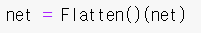 net = Flatten()(net)